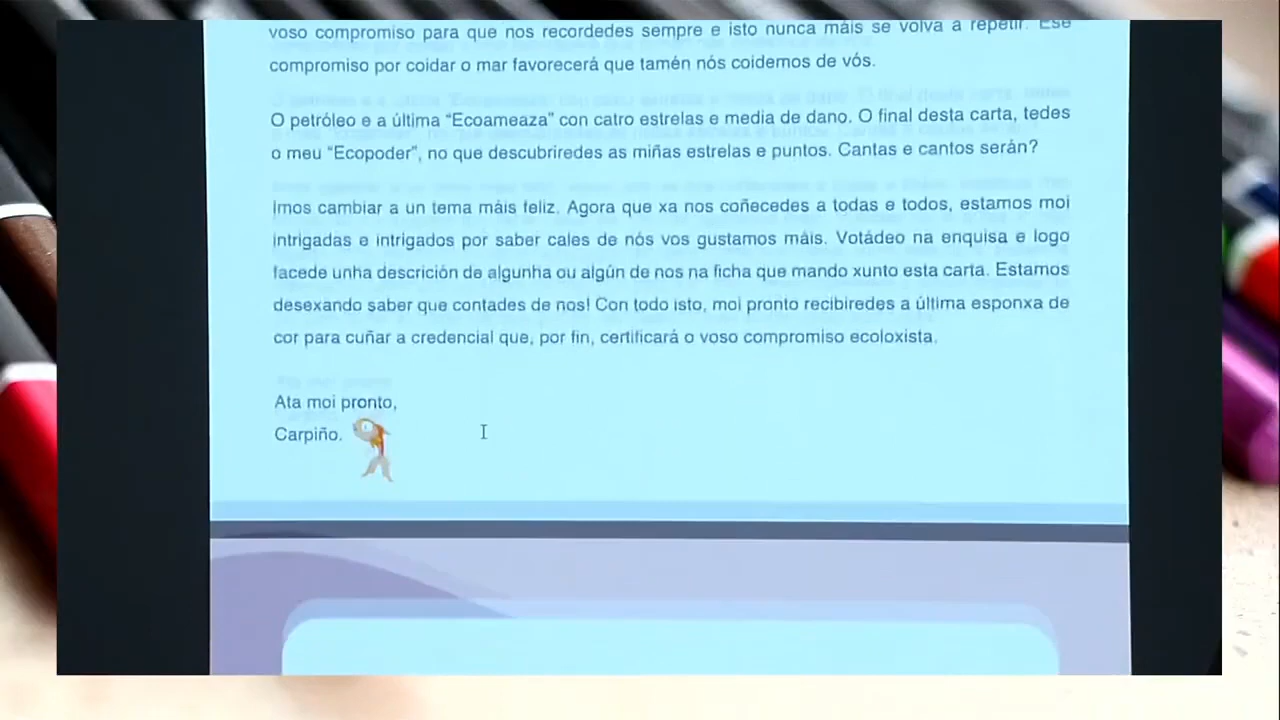 voso compromiso para que nos recordedes sempre e isto nunca máis se volva a repetir. Ese
compromiso por coidar o mar favorecerá que tamén nós coidemos de vós.
O petróleo e a última “Ecoameaza” con catro estrelas e media de dano. O final desta carta, tedes
o meu “Ecopoder”, no que descubriredes as miñas estrelas e puntos. Cantas e cantos serán?
Imos cambiar a un tema máis feliz. Agora que xa nos coñecedes a todas e todos, estamos moi
intrigadas e intrigados por saber cales de nós vos gustamos máis. Votádeo na enquisa e logo
facede unha descrición de algunha ou algún de nos na ficha que mando xunto esta carta. Estamos
desexando saber que contades de nos! Con todo isto, moi pronto recibiredes a última esponxa de
cor para cuñar a credencial que, por fin, certificará o voso compromiso ecoloxista.
Ata moi pronto,
Carpiño.